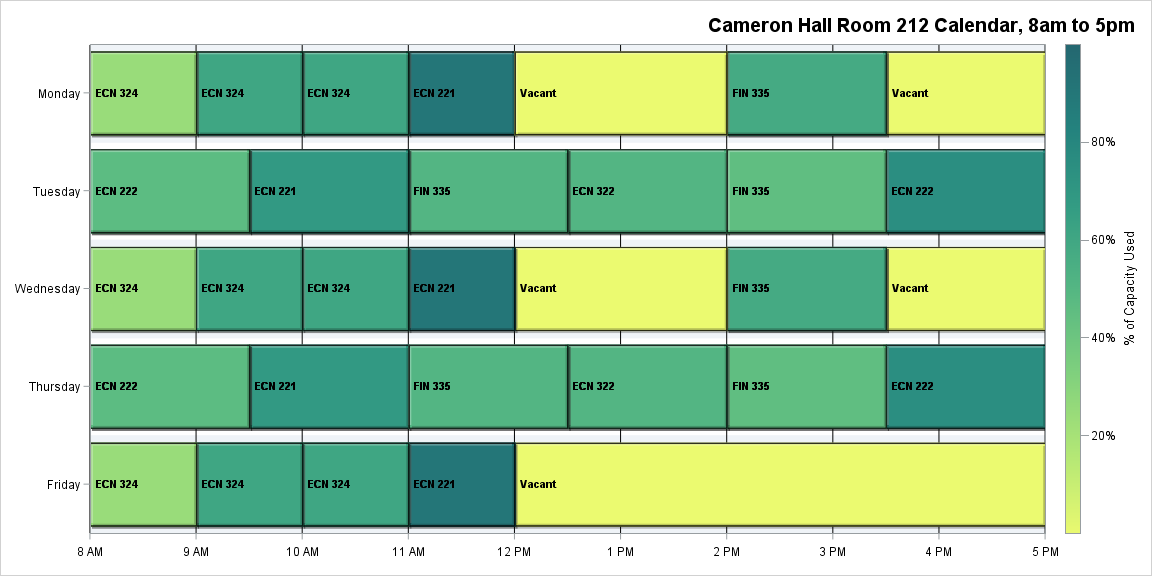 Cameron Hall Room 212 Calendar, 8am to 5pm
Monday
ECN 324
ECN 324
ECN 324
ECN 221
Vacant
FIN 335
Vacant
Tuesday
ECN 222
ECN 221
FIN 335
ECN 322
FIN 335
ECN 222
Wednesday
ECN 324
ECN 324
ECN 324
ECN 221
Vacant
FIN 335
Vacant
Thursday
ECN 222
ECN 221
FIN 335
ECN 322
FIN 335
ECN 222
Friday
ECN 324
ECN 324
ECN 324
ECN 221
Vacant
8 AM
9 AM
10 AM
11 AM
12 PM
1 PM
2 PM
3 PM
4 PM
5 PM
80%
60%
40%
20%
% of Capacity Used